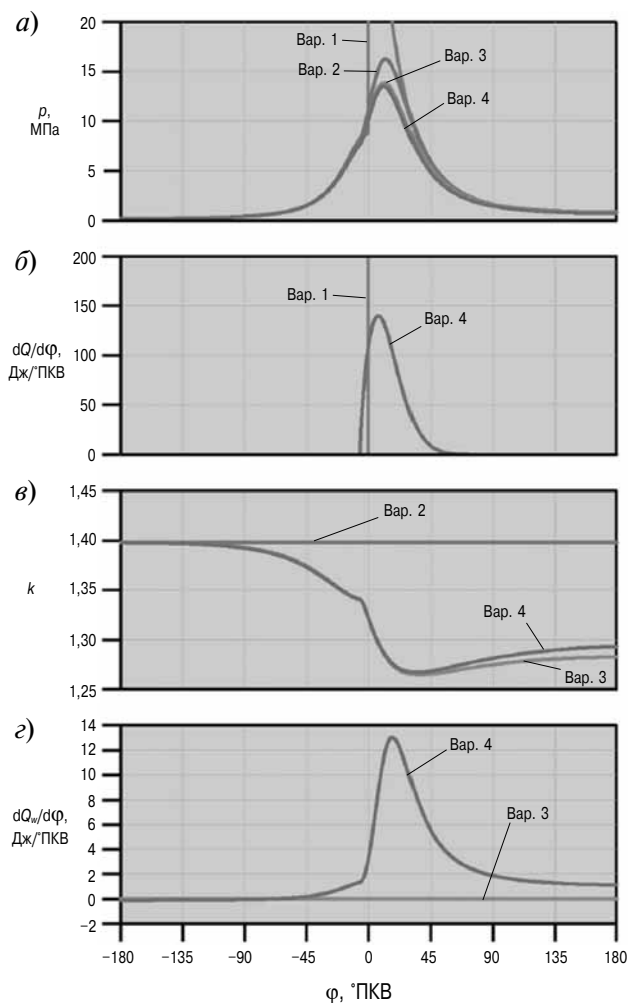 а)
20
15
10
5
0
р,
МПа
Вар. 1
Вар. 2
Вар. 3
Вар. 4
б)
200
150
100
50
0
dQ/dφ,
Дж/°ПКВ
Вар. 1
Вар. 4
в)
1,45
1,40
1,35
1,30
1,25
k
Вар. 2
Вар. 4
Вар. 3
г)
14
12
10
8
6
4
2
0
−2
dQw/dφ,
Дж/°ПКВ
Вар. 4
Вар. 3
−180 −135 −90 −45 0 45 90 135 180
φ, °ПКВ